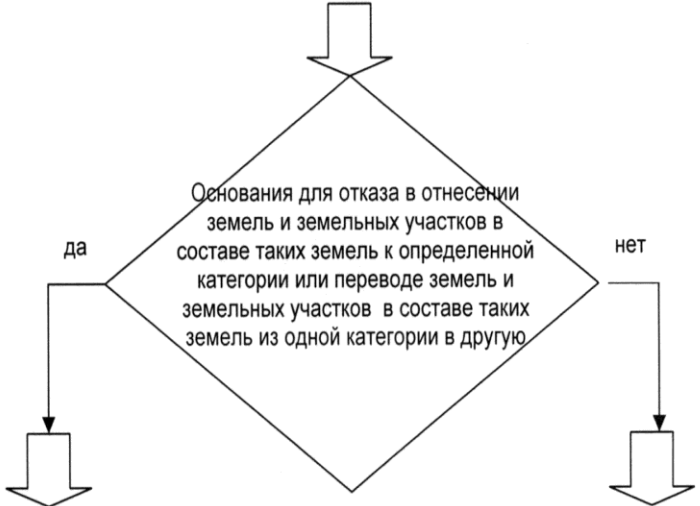 Основания для отказа в отнесении
земель и земельных участков в
составе таких земель к определенной
категории или переводе земель и
земельных участков в составе таких
земель из одной категории в другую
да
нет